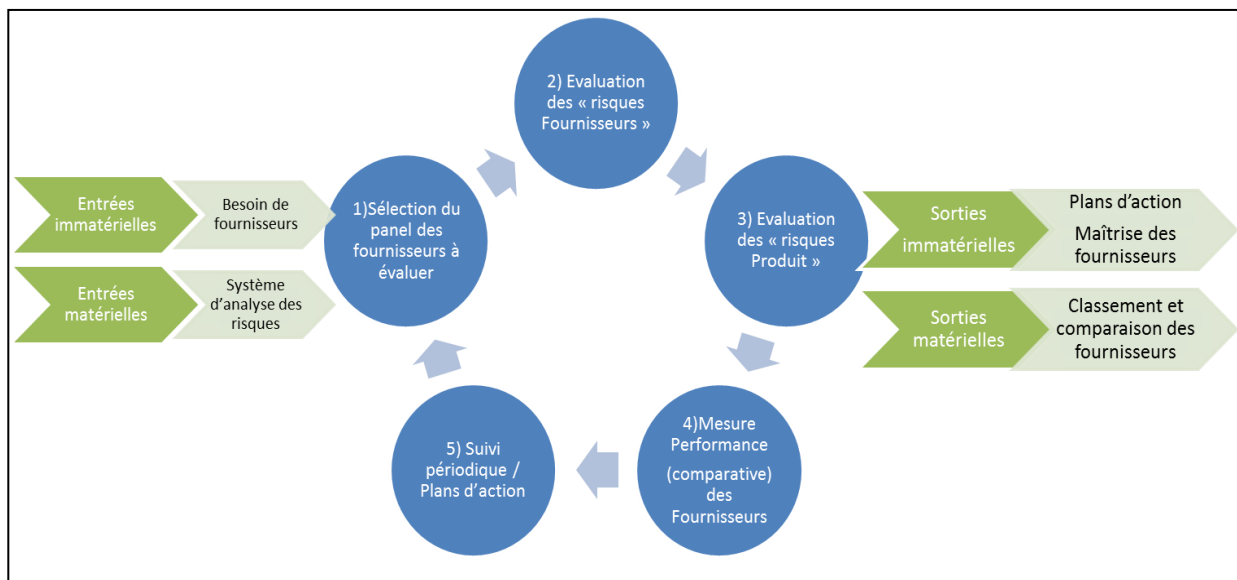 Entrées
immatérielles
Besoin de
fournisseurs
Entrées
matérielles
Système
d'analyse des
risques
1)Sélection du
panel des
fournisseurs à
évaluer
2) Evaluation
des « risques
Fournisseurs »
3) Evaluation
des « risques
Produit »
4)Mesure
Performance
(comparative)
des
Fournisseurs
5) Suivi
périodique /
Plans d'action
Sorties
immatérielles
Plans d'action
Maîtrise des
fournisseurs
Sorties
matérielles
Classement et
comparaison des
fournisseurs